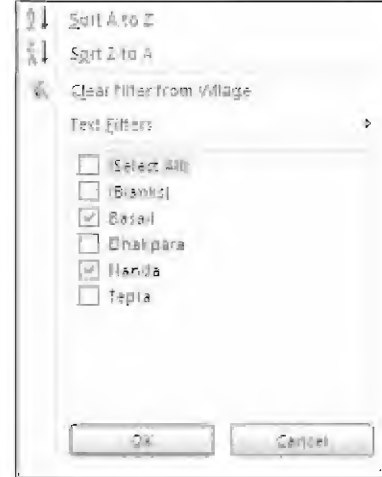 Sort A to Z
Sort Z to A
Clear Filter from Village
Text Filters
(Select All)
(Blanks)
Basail
Dhakpara
Nanda
Tepra
OK
Cancel